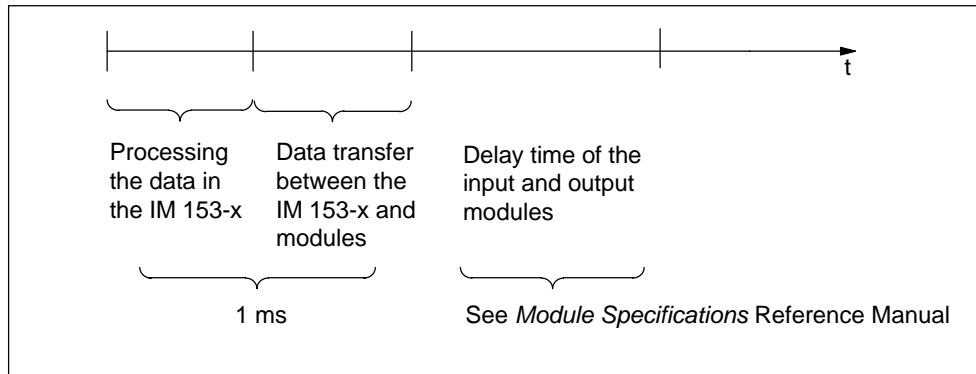 t
Processing
the data in
the IM 153-x
Data transfer
between the
IM 153-x and
modules
Delay time of the
input and output
modules
1 ms
See Module Specifications Reference Manual